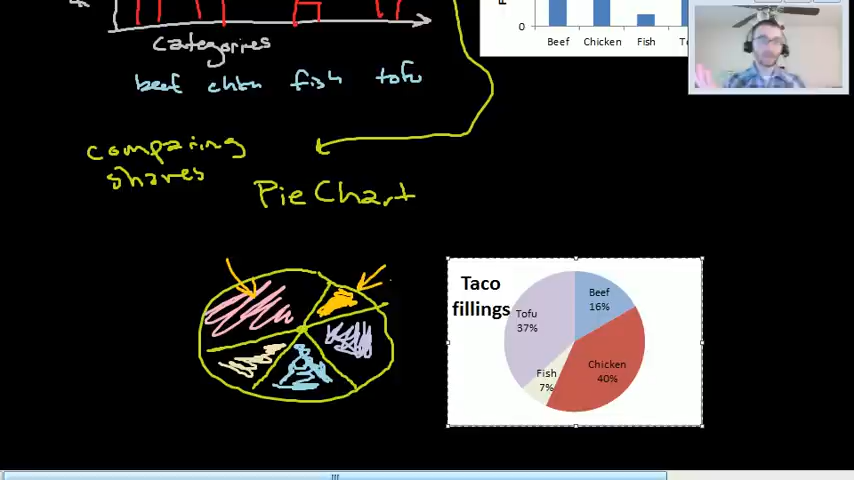 categories
beef chkn fish tofu
0
Beef Chicken Fish
comparing
shares
Pie Chart
Taco
fillings
Beef
16%
Tofu
37%
Chicken
40%
Fish
7%